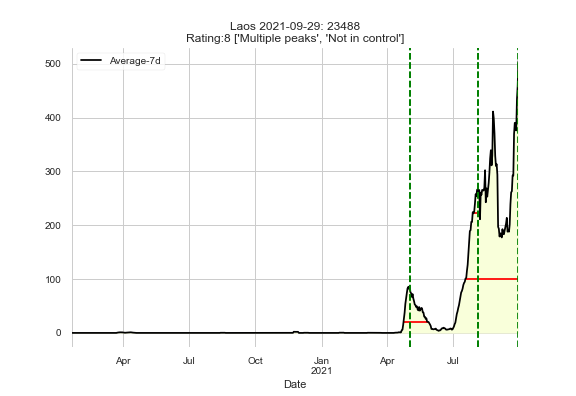 Laos 2021-09-29: 23488
Rating:8 ['Multiple peaks', 'Not in control']
Average-7d
500
400
300
200
100
0
Apr
Jul
Oct
Jan
2021
Apr
Jul
Date